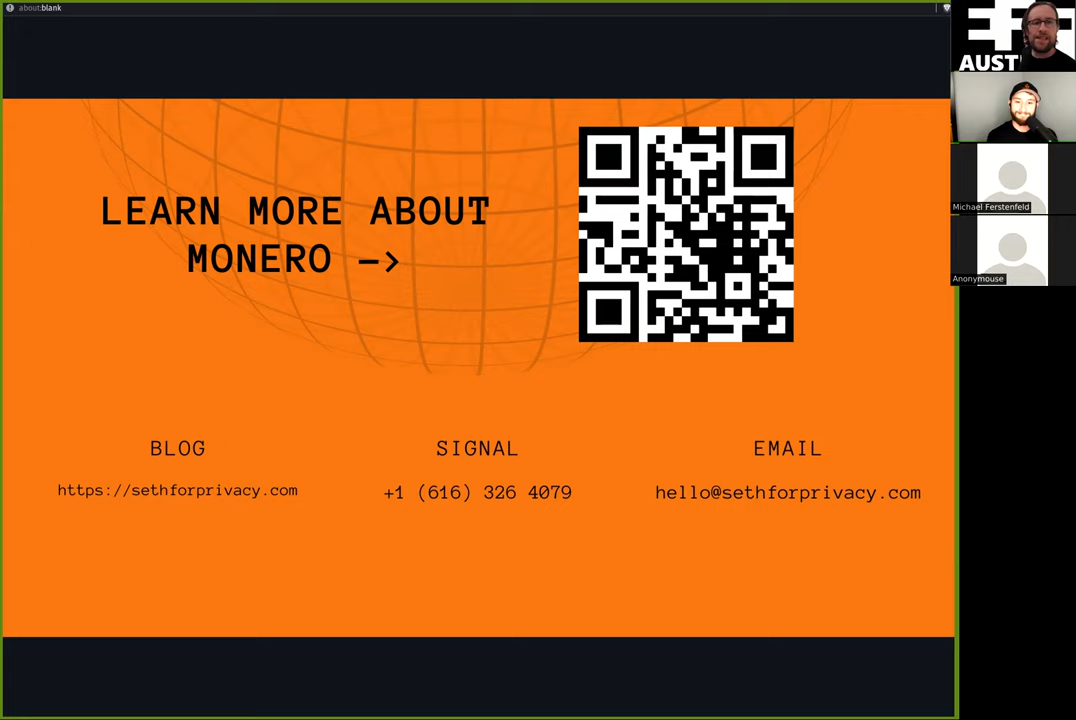 about:blank
LEARN MORE ABOUT
MONERO —>
BLOG
SIGNAL
EMAIL
https://sethforprivacy.com
+1 (616) 326 4079
hello@sethforprivacy.com
AUST
Michael Ferstenfeld
Anonymouse